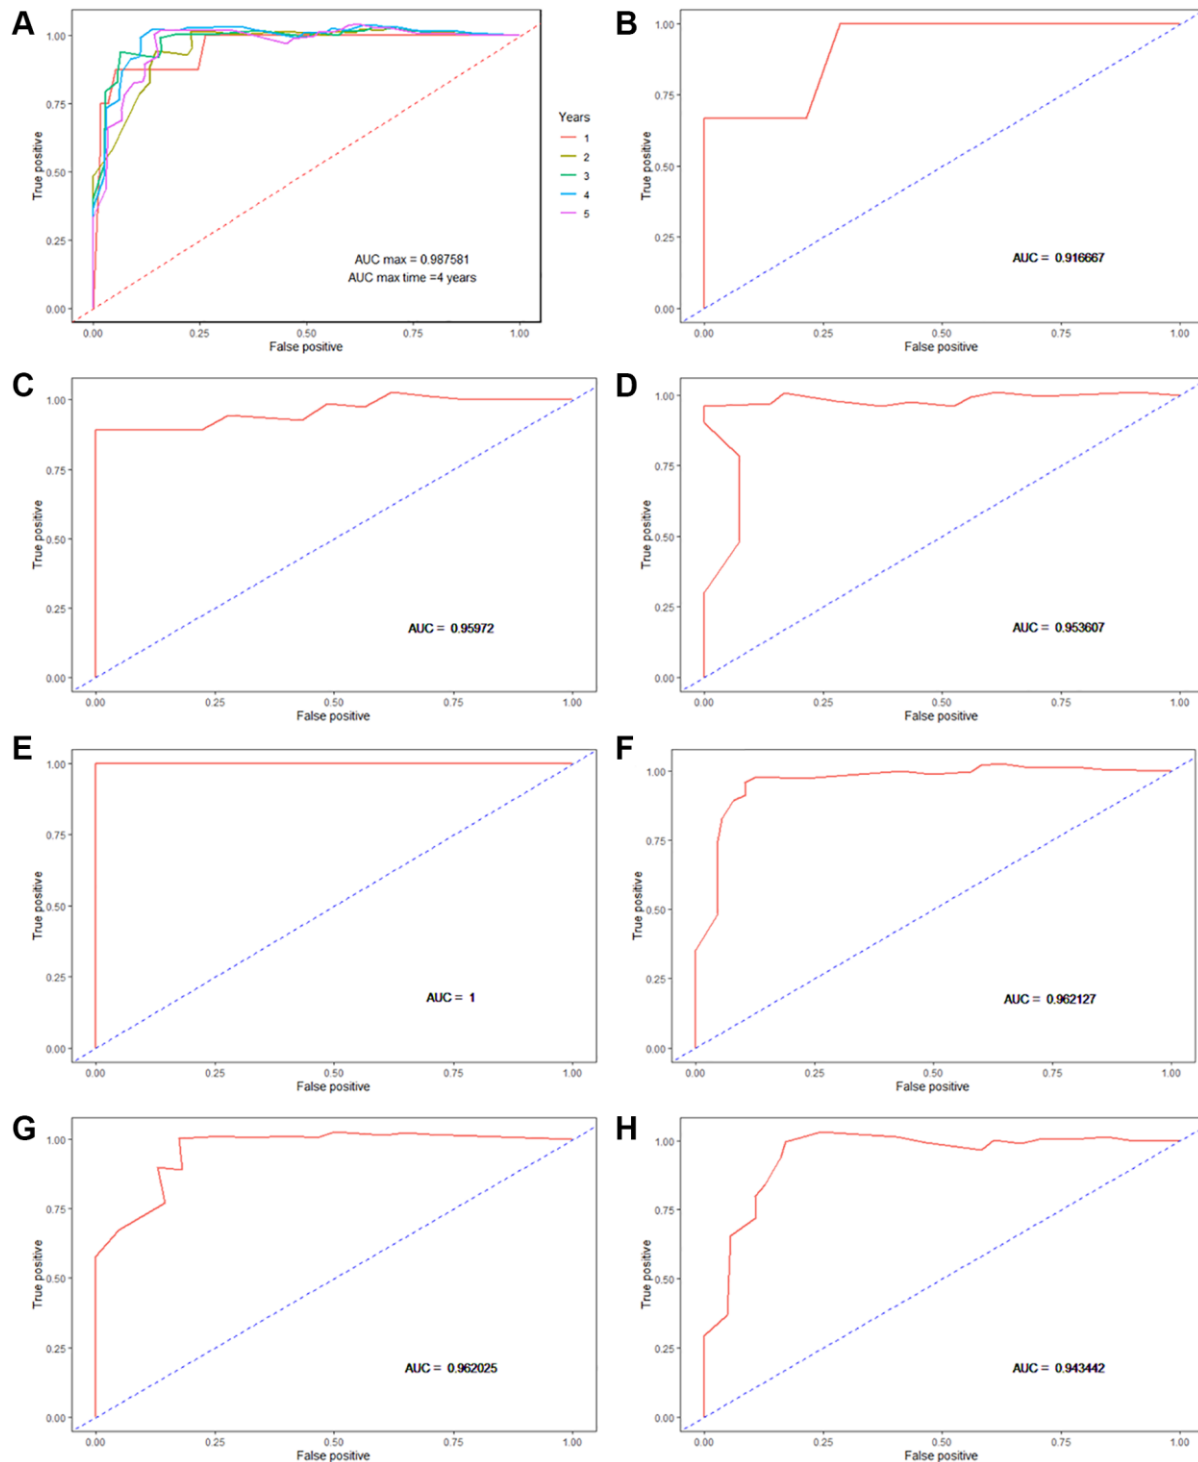 A
True positive
1.00
0.75
0.50
0.25
0.00
AUC max = 0.987581
AUC max time =4 years
0.00 0.25 0.50 0.75 1.00
False positive
Years
1
2
3
4
5
B
True positive
1.00
0.75
0.50
0.25
0.00
AUC = 0.916667
0.00 0.25 0.50 0.75 1.00
False positive
C
True positive
1.00
0.75
0.50
0.25
0.00
AUC = 0.95972
0.00 0.25 0.50 0.75 1.00
False positive
D
True positive
1.00
0.75
0.50
0.25
0.00
AUC = 0.953607
0.00 0.25 0.50 0.75 1.00
False positive
E
True positive
1.00
0.75
0.50
0.25
0.00
AUC = 1
0.00 0.25 0.50 0.75 1.00
False positive
F
True positive
1.00
0.75
0.50
0.25
0.00
AUC = 0.962127
0.00 0.25 0.50 0.75 1.00
False positive
G
True positive
1.00
0.75
0.50
0.25
0.00
AUC = 0.962025
0.00 0.25 0.50 0.75 1.00
False positive
H
True positive
1.00
0.75
0.50
0.25
0.00
AUC = 0.943442
0.00 0.25 0.50 0.75 1.00
False positive